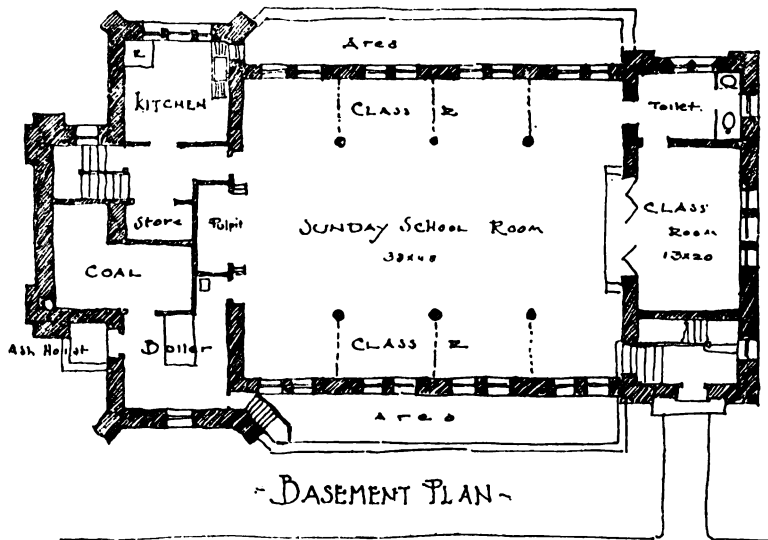 Area
R
KITCHEN
CLASS R
Toilet.
Store
Pulpit
SUNDAY SCHOOL ROOM
38x48
CLASS
ROOM
13x20
COAL
Ash Hoist
Boiler
CLASS R
Area
-BASEMENT PLAN-